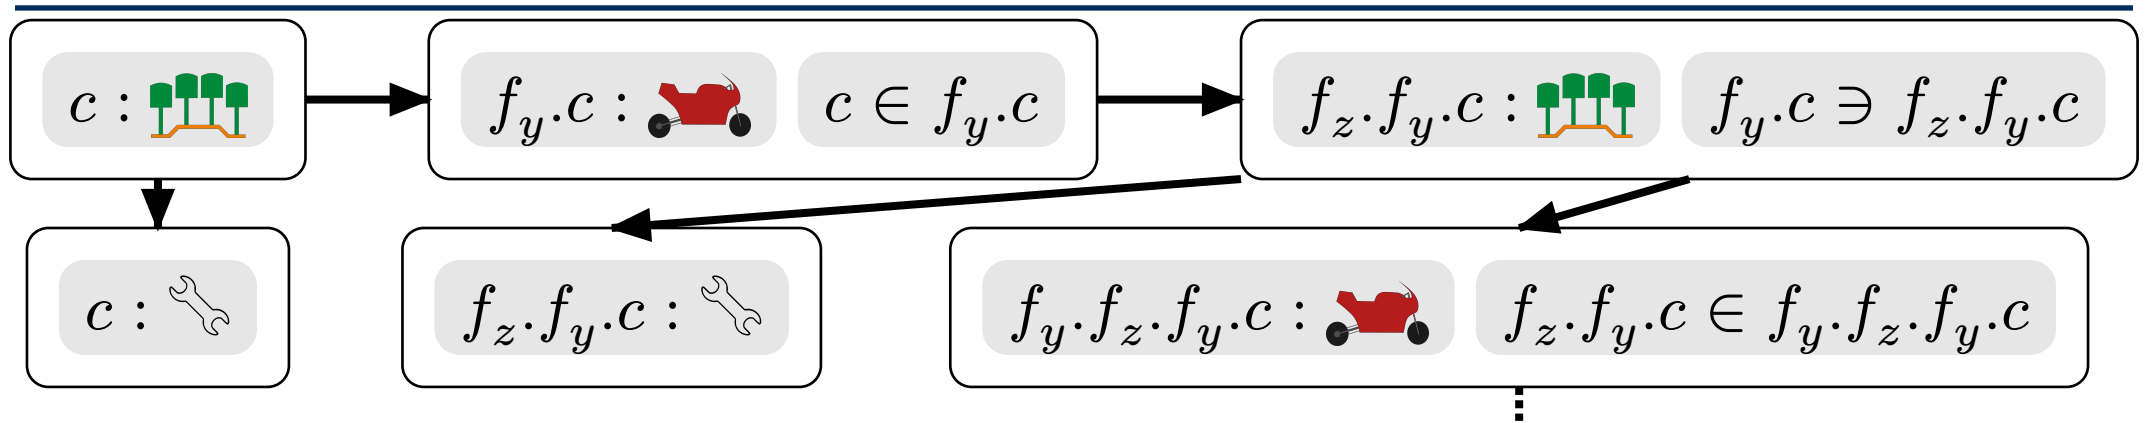 c : f_y.c : c ∈ f_y.c f_z.f_y.c : f_y.c ∋ f_z.f_y.c
c : f_z.f_y.c : f_y.f_z.f_y.c : f_z.f_y.c ∈ f_y.f_z.f_y.c